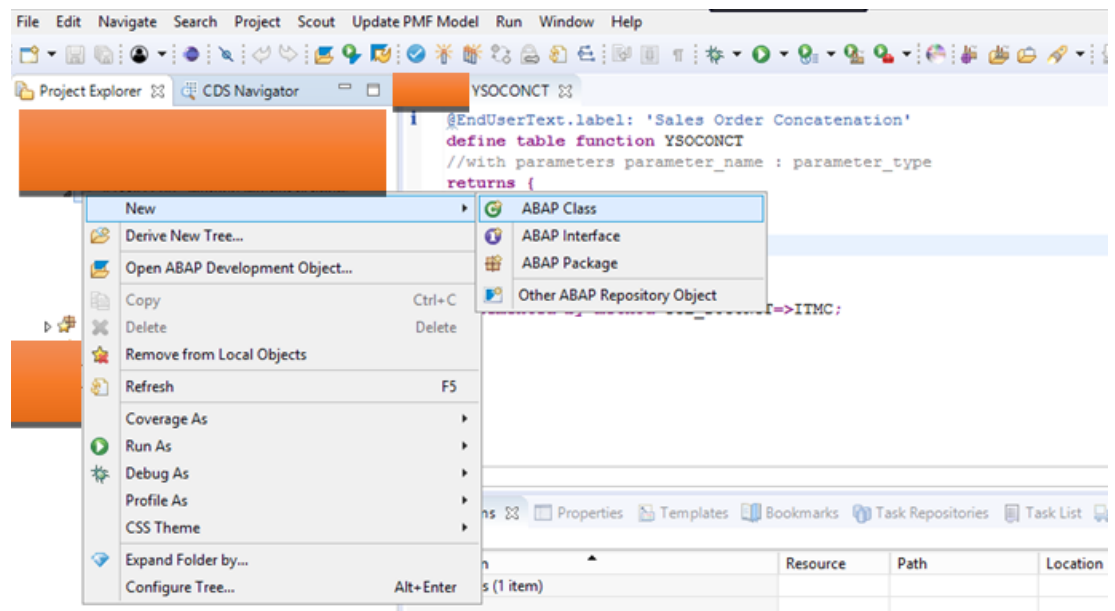 File Edit Navigate Search Project Scout Update PMF Model Run Window Help
Project Explorer CDS Navigator YSOCONCT
@EndUserText.label: 'Sales Order Concatenation'
define table function YSOCONCT
//with parameters parameter_name : parameter_type
returns {
New ABAP Class
Derive New Tree... ABAP Interface
ABAP Package
Open ABAP Development Object...
Other ABAP Repository Object
Copy Ctrl+C
=>ITMC;
Delete Delete
Remove from Local Objects
Refresh F5
Coverage As
Run As
Debug As
Profile As
Properties Templates Bookmarks Task Repositories Task List
CSS Theme
Expand Folder by...
Resource Path Location
Configure Tree... Alt+Enter
(1 item)